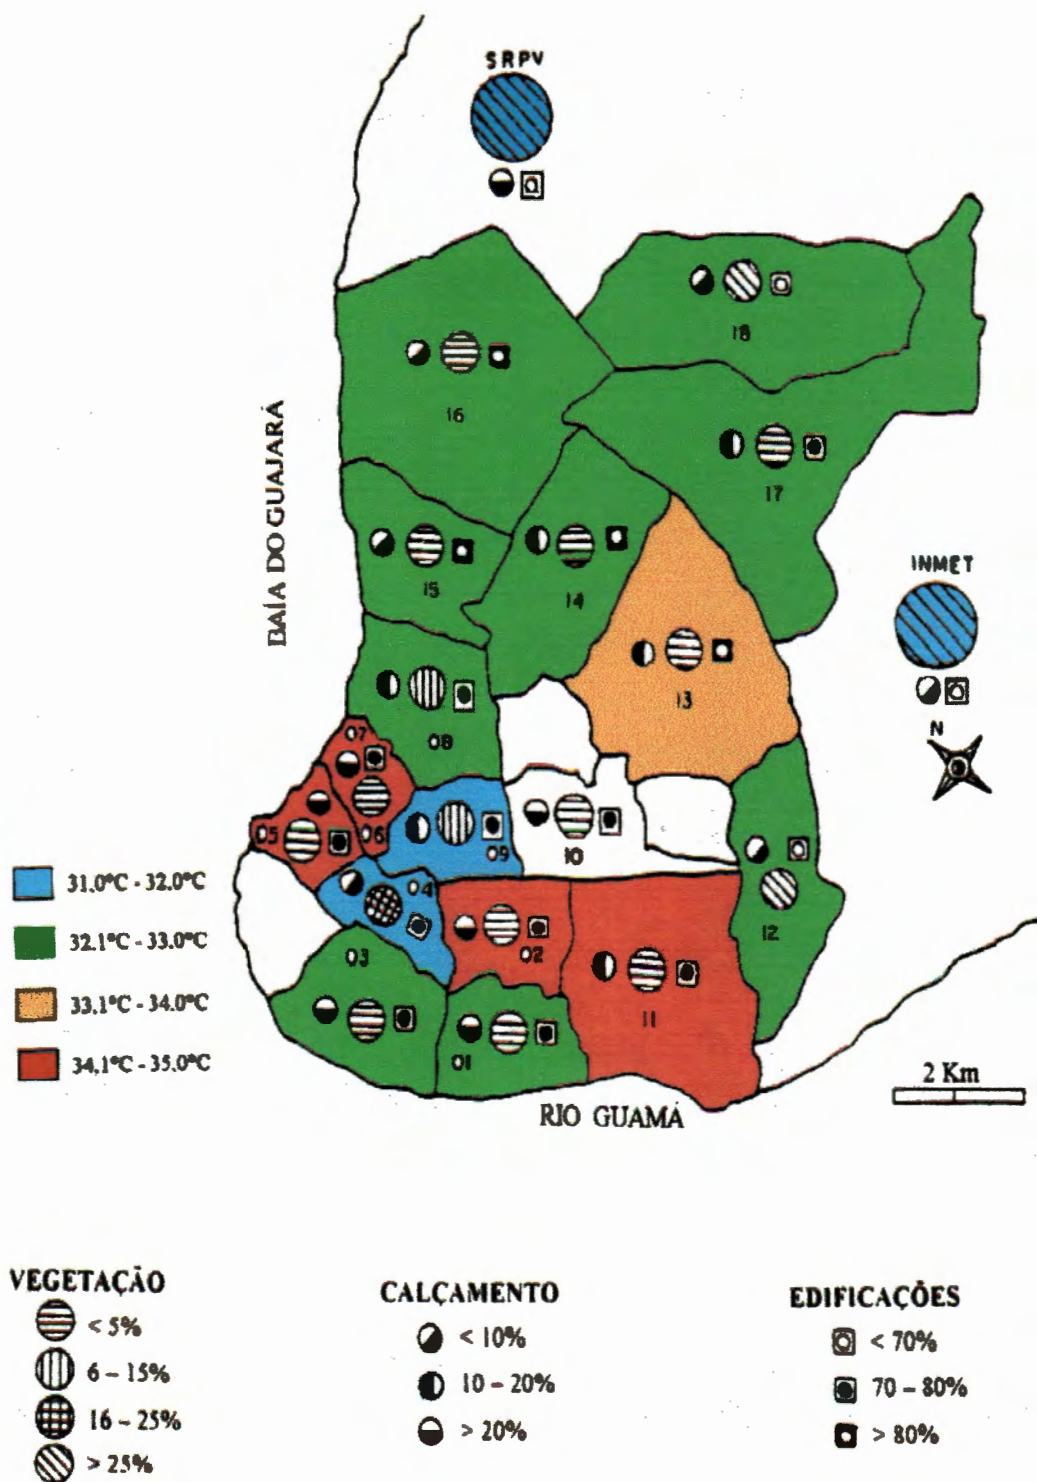 SRPV
18
16
17
BAÍA DO GUAJARÁ
INMET
15
14
N
13
07
08
05
06
09
10
04
31.0°C - 32.0°C
02
12
03
32.1°C - 33.0°C
33.1°C - 34.0°C
11
34.1°C - 35.0°C
01
2 Km
RIO GUAMÁ
VEGETAÇÃO
< 5%
6 – 15%
16 – 25%
> 25%
CALÇAMENTO
< 10%
10 – 20%
> 20%
EDIFICAÇÕES
< 70%
70 – 80%
> 80%